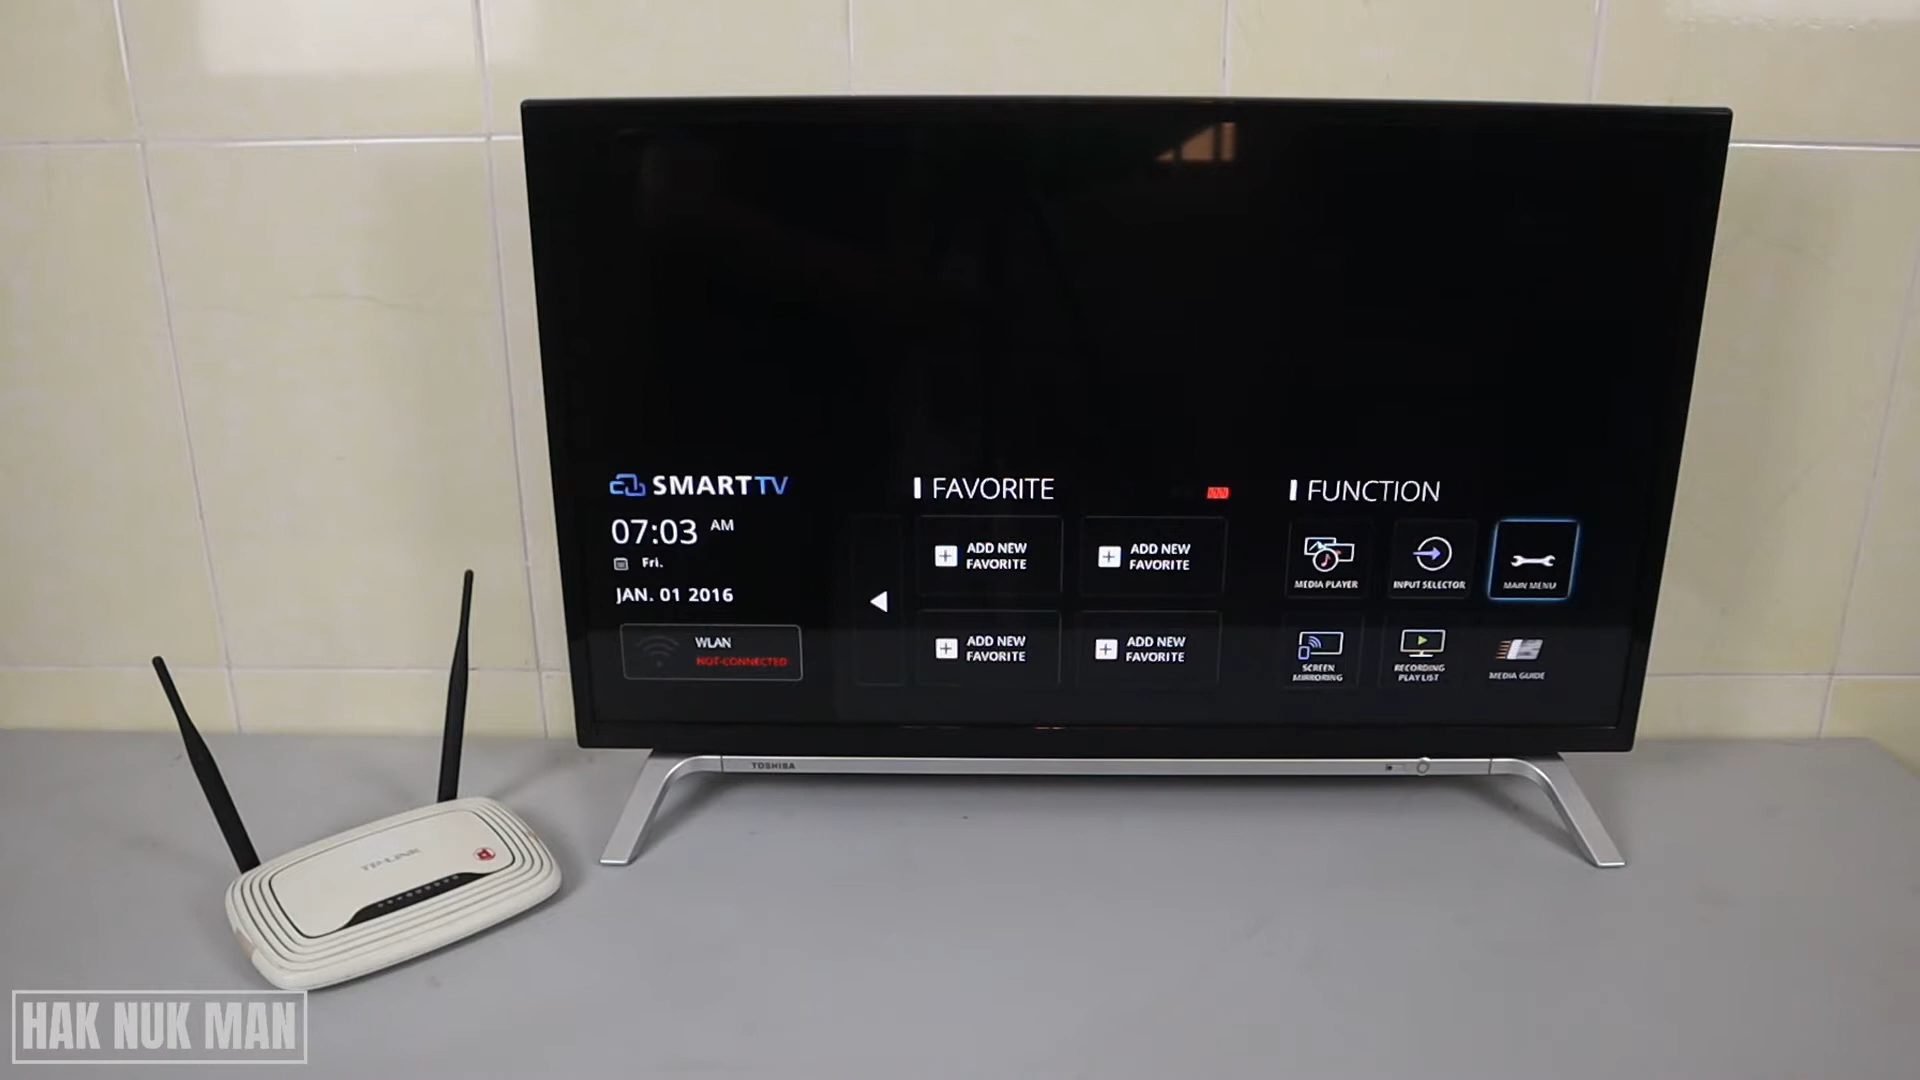 SMARTTV
07:03 AM
Fri.
JAN. 01 2016
WLAN
NOT-CONNECTED
FAVORITE
ADD NEW
FAVORITE
ADD NEW
FAVORITE
ADD NEW
FAVORITE
ADD NEW
FAVORITE
FUNCTION
MEDIA PLAYER
INPUT SELECTOR
MAIN MENU
SCREEN
MIRRORING
RECORDING
PLAY LIST
MEDIA GUIDE
TOSHIBA
TP-LINK
HAK NUK MAN